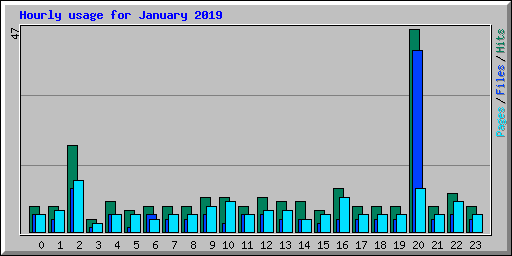 Hourly usage for January 2019
47
Pages/Files/Hits
0 1 2 3 4 5 6 7 8 9 10 11 12 13 14 15 16 17 18 19 20 21 22 23